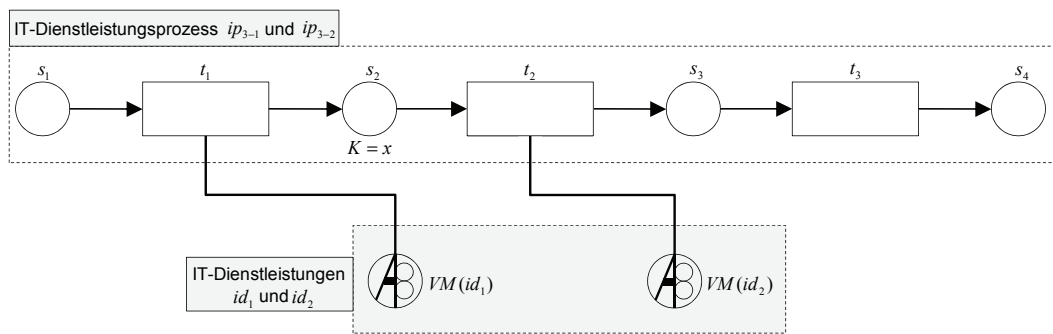 IT-Dienstleistungsprozess ip₃₋₁ und ip₃₋₂
s₁ t₁ s₂ t₂ s₃ t₃ s₄
K = x
IT-Dienstleistungen
id₁ und id₂
VM(id₁) VM(id₂)